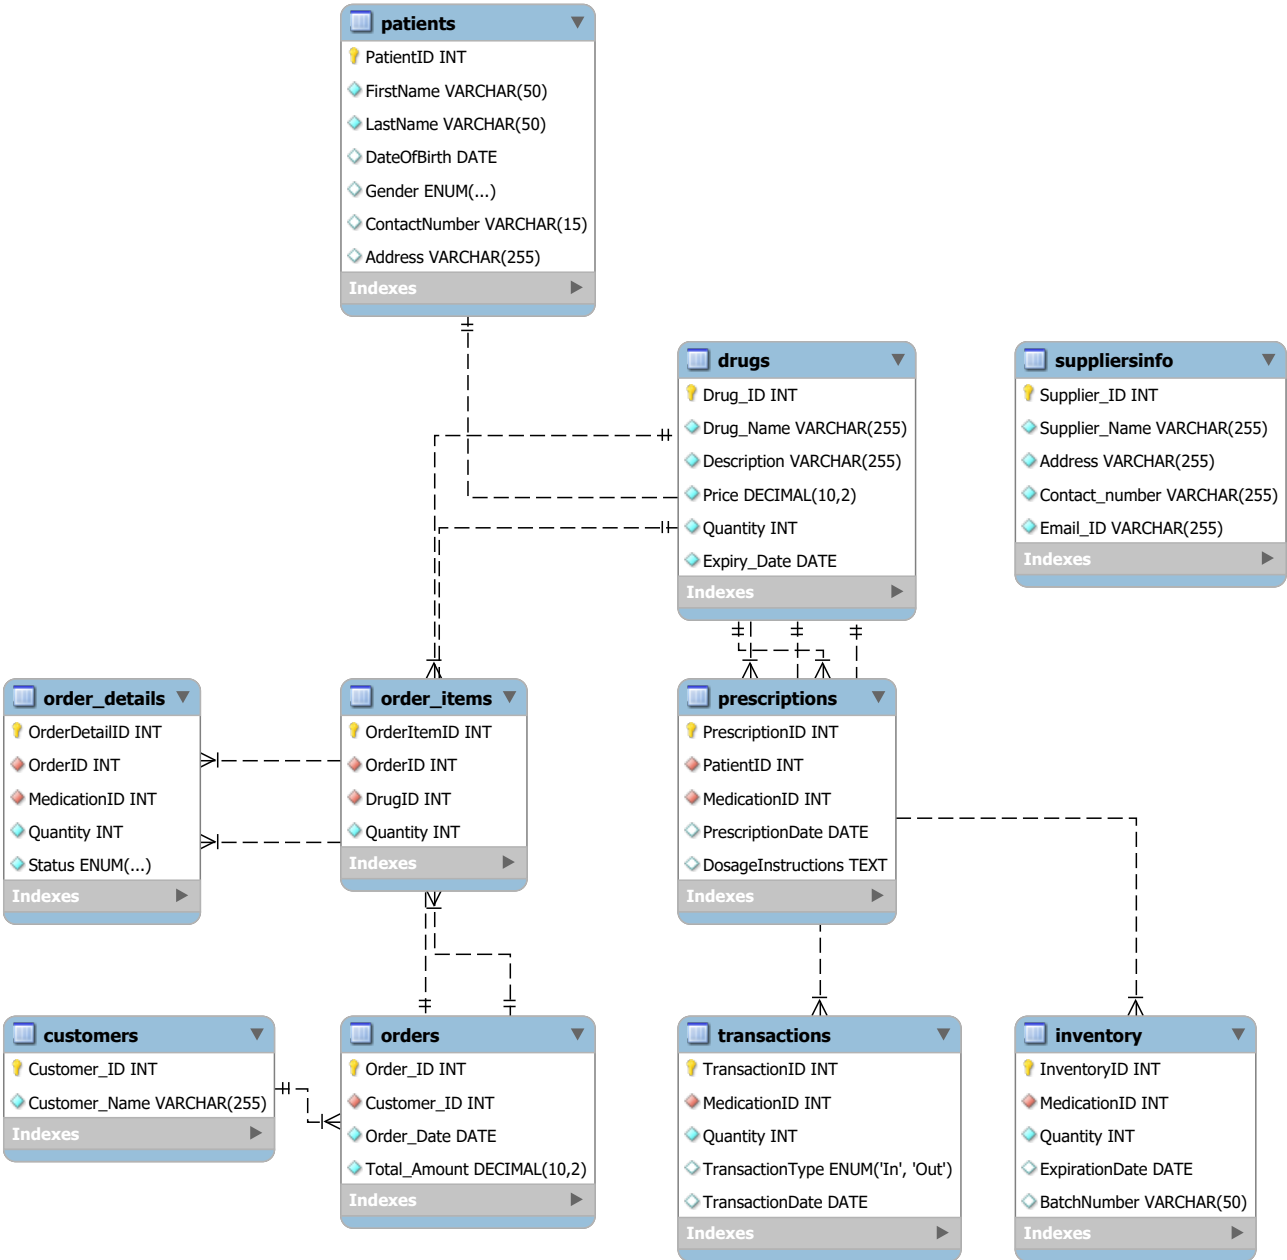 patients
PatientID INT
FirstName VARCHAR(50)
LastName VARCHAR(50)
DateOfBirth DATE
Gender ENUM(...)
ContactNumber VARCHAR(15)
Address VARCHAR(255)
Indexes
drugs
Drug_ID INT
Drug_Name VARCHAR(255)
Description VARCHAR(255)
Price DECIMAL(10,2)
Quantity INT
Expiry_Date DATE
Indexes
suppliersinfo
Supplier_ID INT
Supplier_Name VARCHAR(255)
Address VARCHAR(255)
Contact_number VARCHAR(255)
Email_ID VARCHAR(255)
Indexes
order_details
OrderDetailID INT
OrderID INT
MedicationID INT
Quantity INT
Status ENUM(...)
Indexes
order_items
OrderItemID INT
OrderID INT
DrugID INT
Quantity INT
Indexes
prescriptions
PrescriptionID INT
PatientID INT
MedicationID INT
PrescriptionDate DATE
DosageInstructions TEXT
Indexes
customers
Customer_ID INT
Customer_Name VARCHAR(255)
Indexes
orders
Order_ID INT
Customer_ID INT
Order_Date DATE
Total_Amount DECIMAL(10,2)
Indexes
transactions
TransactionID INT
MedicationID INT
Quantity INT
TransactionType ENUM('In', 'Out')
TransactionDate DATE
Indexes
inventory
InventoryID INT
MedicationID INT
Quantity INT
ExpirationDate DATE
BatchNumber VARCHAR(50)
Indexes